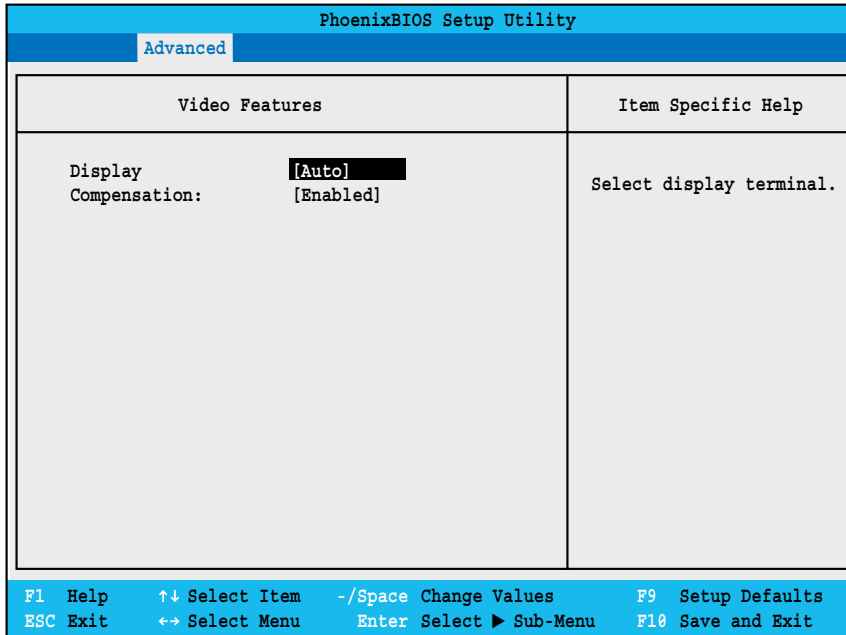 PhoenixBIOS Setup Utility
Advanced
Video Features
Item Specific Help
Display [Auto]
Compensation: [Enabled]
Select display terminal.
F1 Help ↑↓ Select Item -/Space Change Values F9 Setup Defaults
ESC Exit ←→ Select Menu Enter Select ▶ Sub-Menu F10 Save and Exit